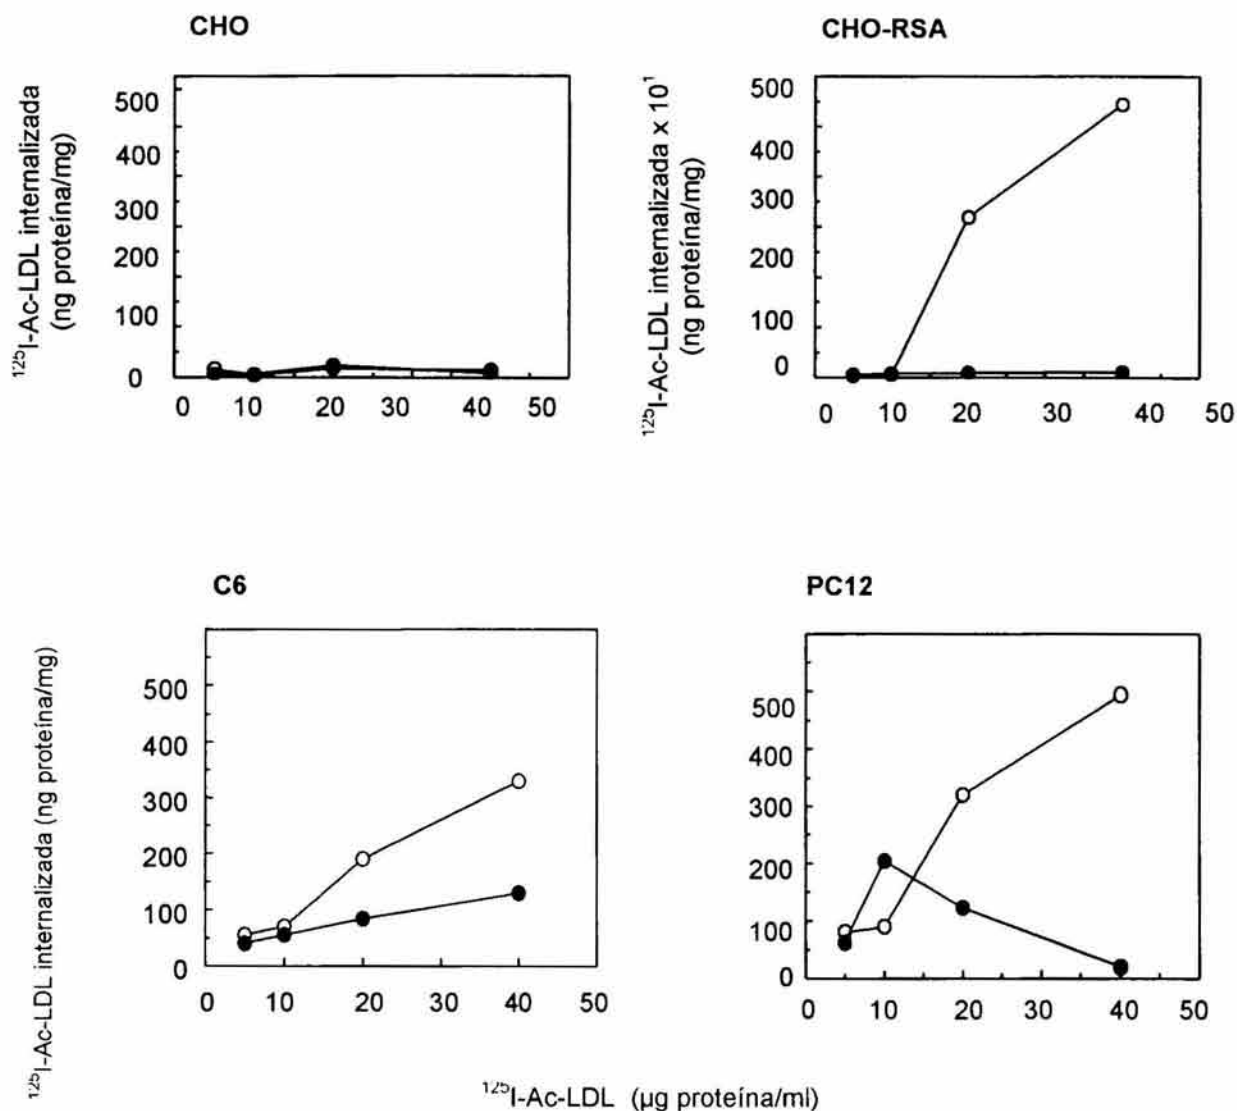 CHO
¹²⁵I-Ac-LDL internalizada
(ng proteína/mg)
500
400
300
200
100
0
0 10 20 30 40 50
CHO-RSA
¹²⁵I-Ac-LDL internalizada x 10¹
(ng proteína/mg)
500
400
300
200
100
0
0 10 20 30 40 50
C6
¹²⁵I-Ac-LDL internalizada (ng proteína/mg)
500
400
300
200
100
0
0 10 20 30 40 50
PC12
500
400
300
200
100
0
0 10 20 30 40 50
¹²⁵I-Ac-LDL (µg proteína/ml)